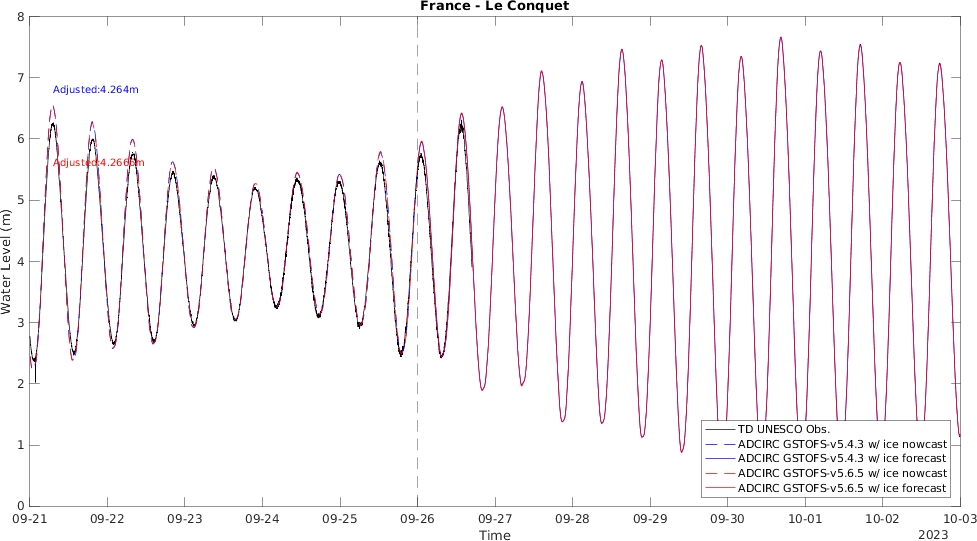 France - Le Conquet
8
7
6
5
4
3
2
1
0
Water Level (m)
Adjusted:4.264m
Adjusted:4.2666m
TD UNESCO Obs.
ADCIRC GSTOFS-v5.4.3 w/ ice nowcast
ADCIRC GSTOFS-v5.4.3 w/ ice forecast
ADCIRC GSTOFS-v5.6.5 w/ ice nowcast
ADCIRC GSTOFS-v5.6.5 w/ ice forecast
09-21 09-22 09-23 09-24 09-25 09-26 09-27 09-28 09-29 09-30 10-01 10-02 10-03
Time
2023